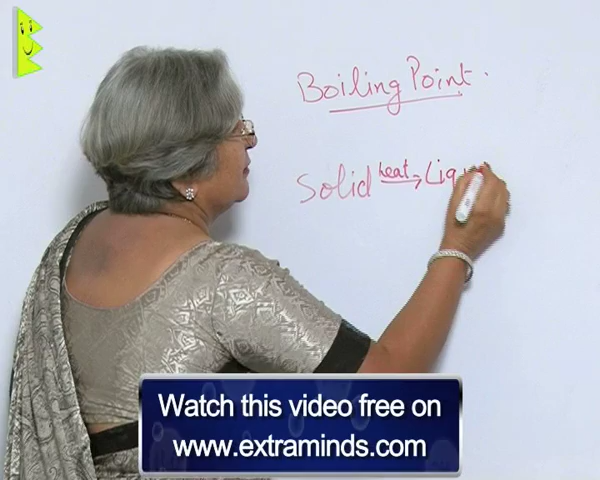 Boiling Point.
Solid heat→
Watch this video free on
www.extraminds.com